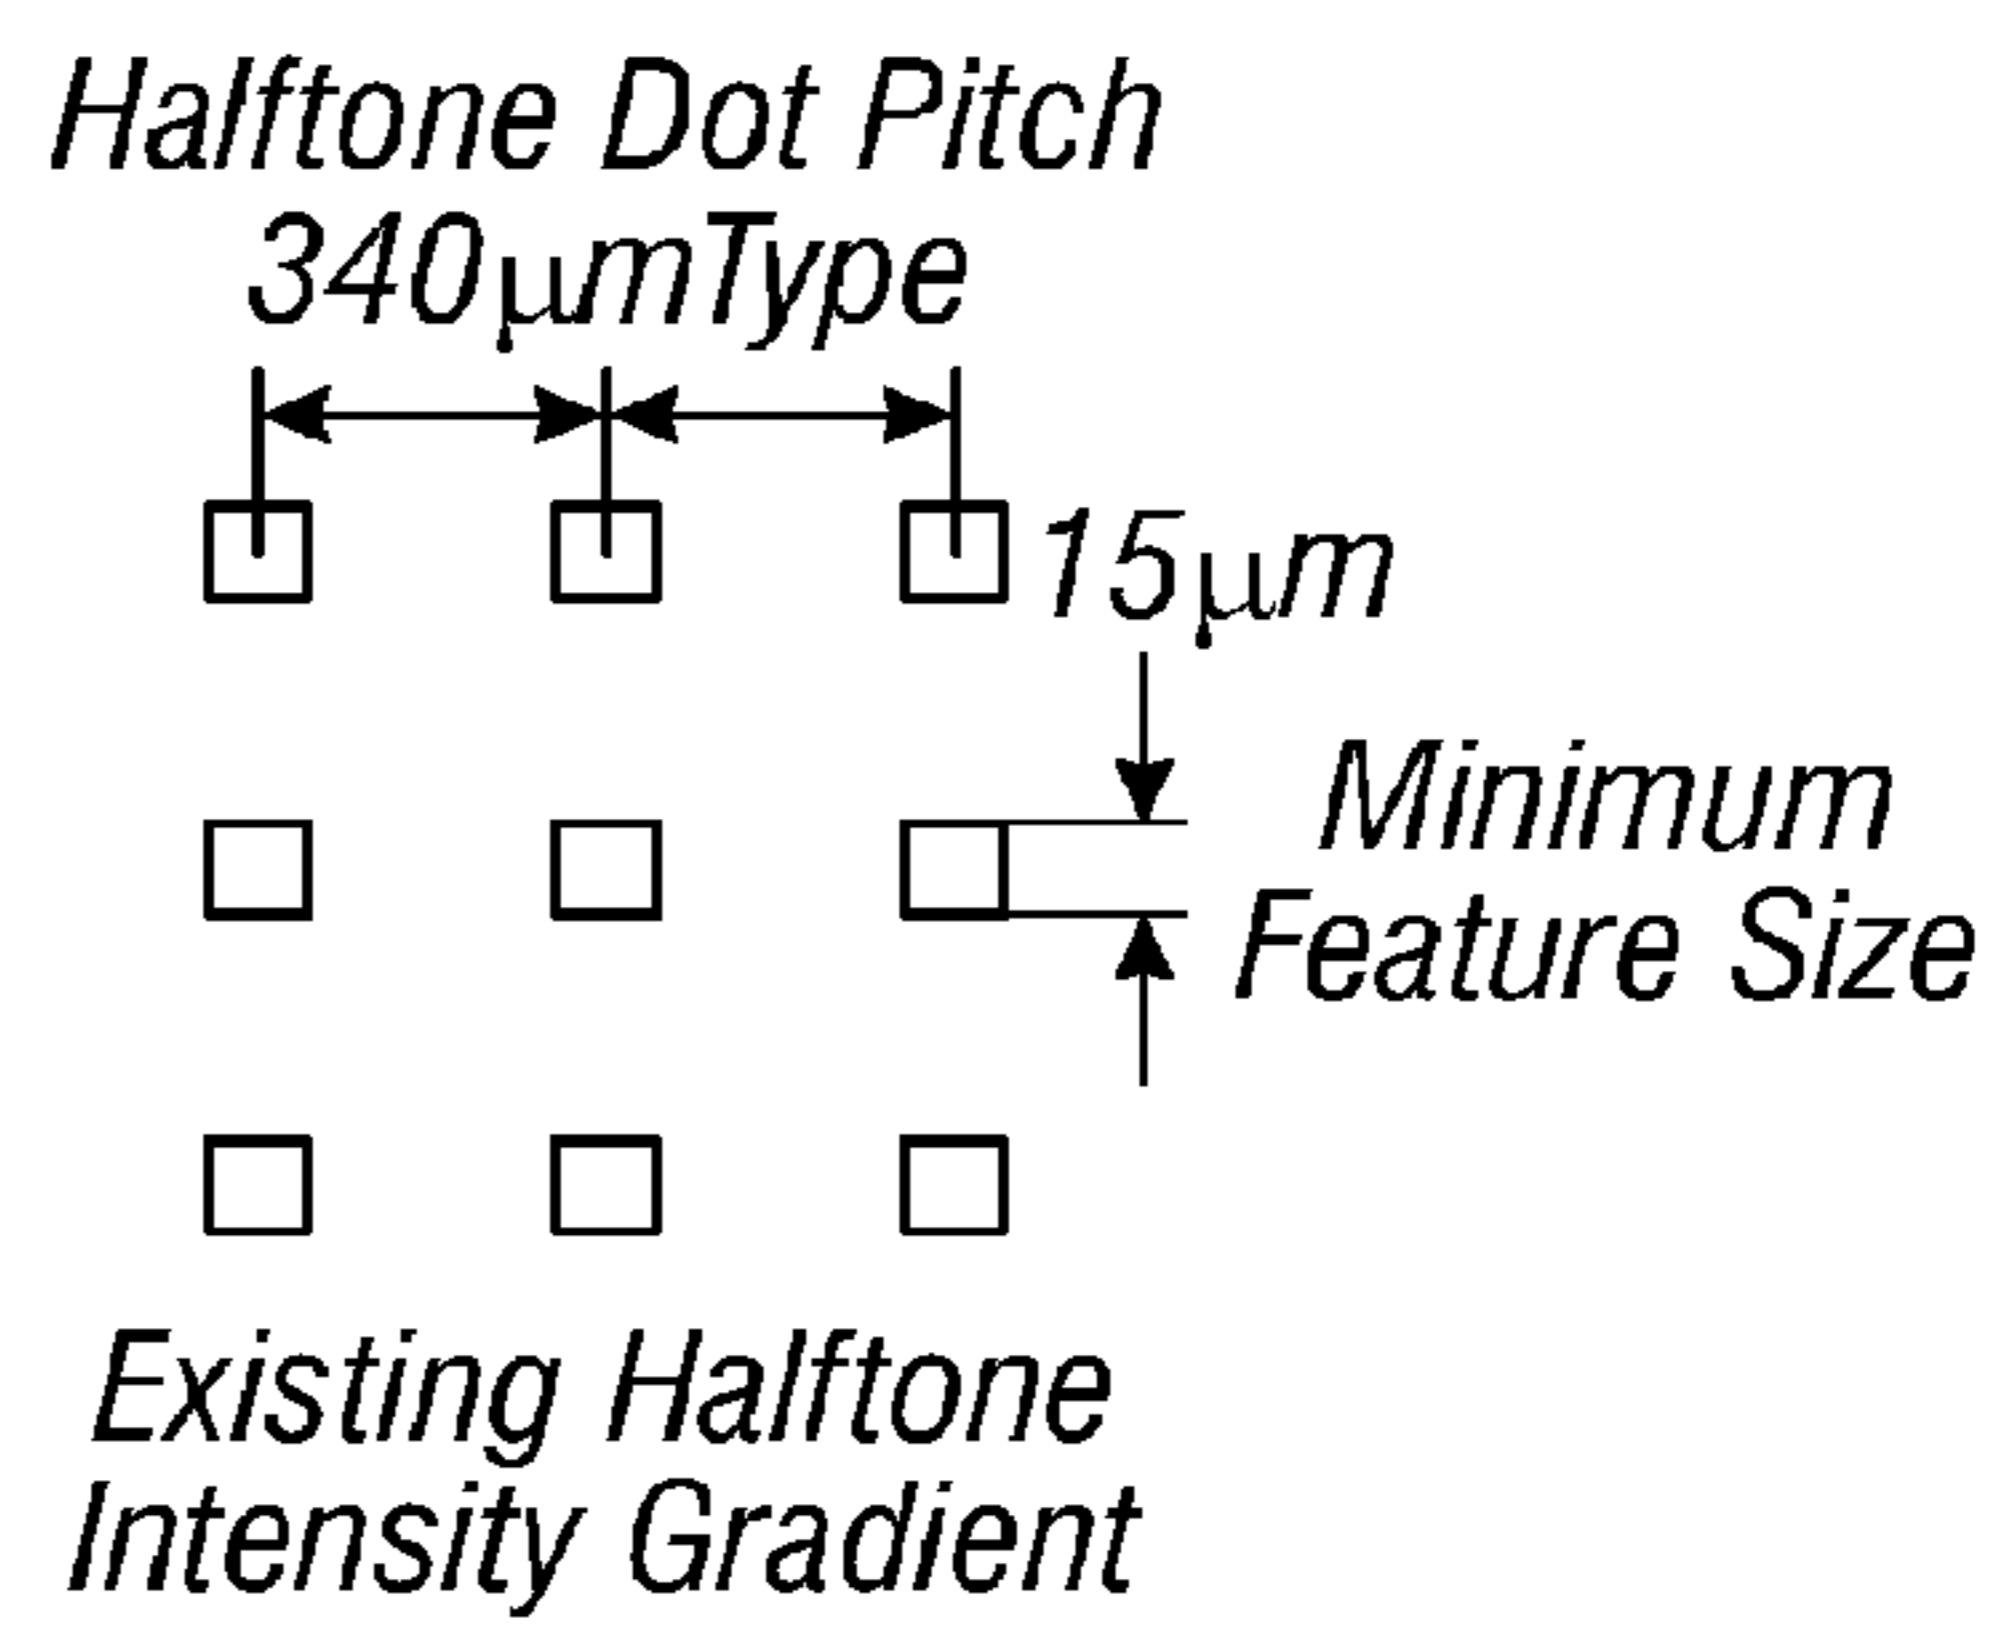 Halftone Dot Pitch
340µmType
15µm
Minimum
Feature Size
Existing Halftone
Intensity Gradient